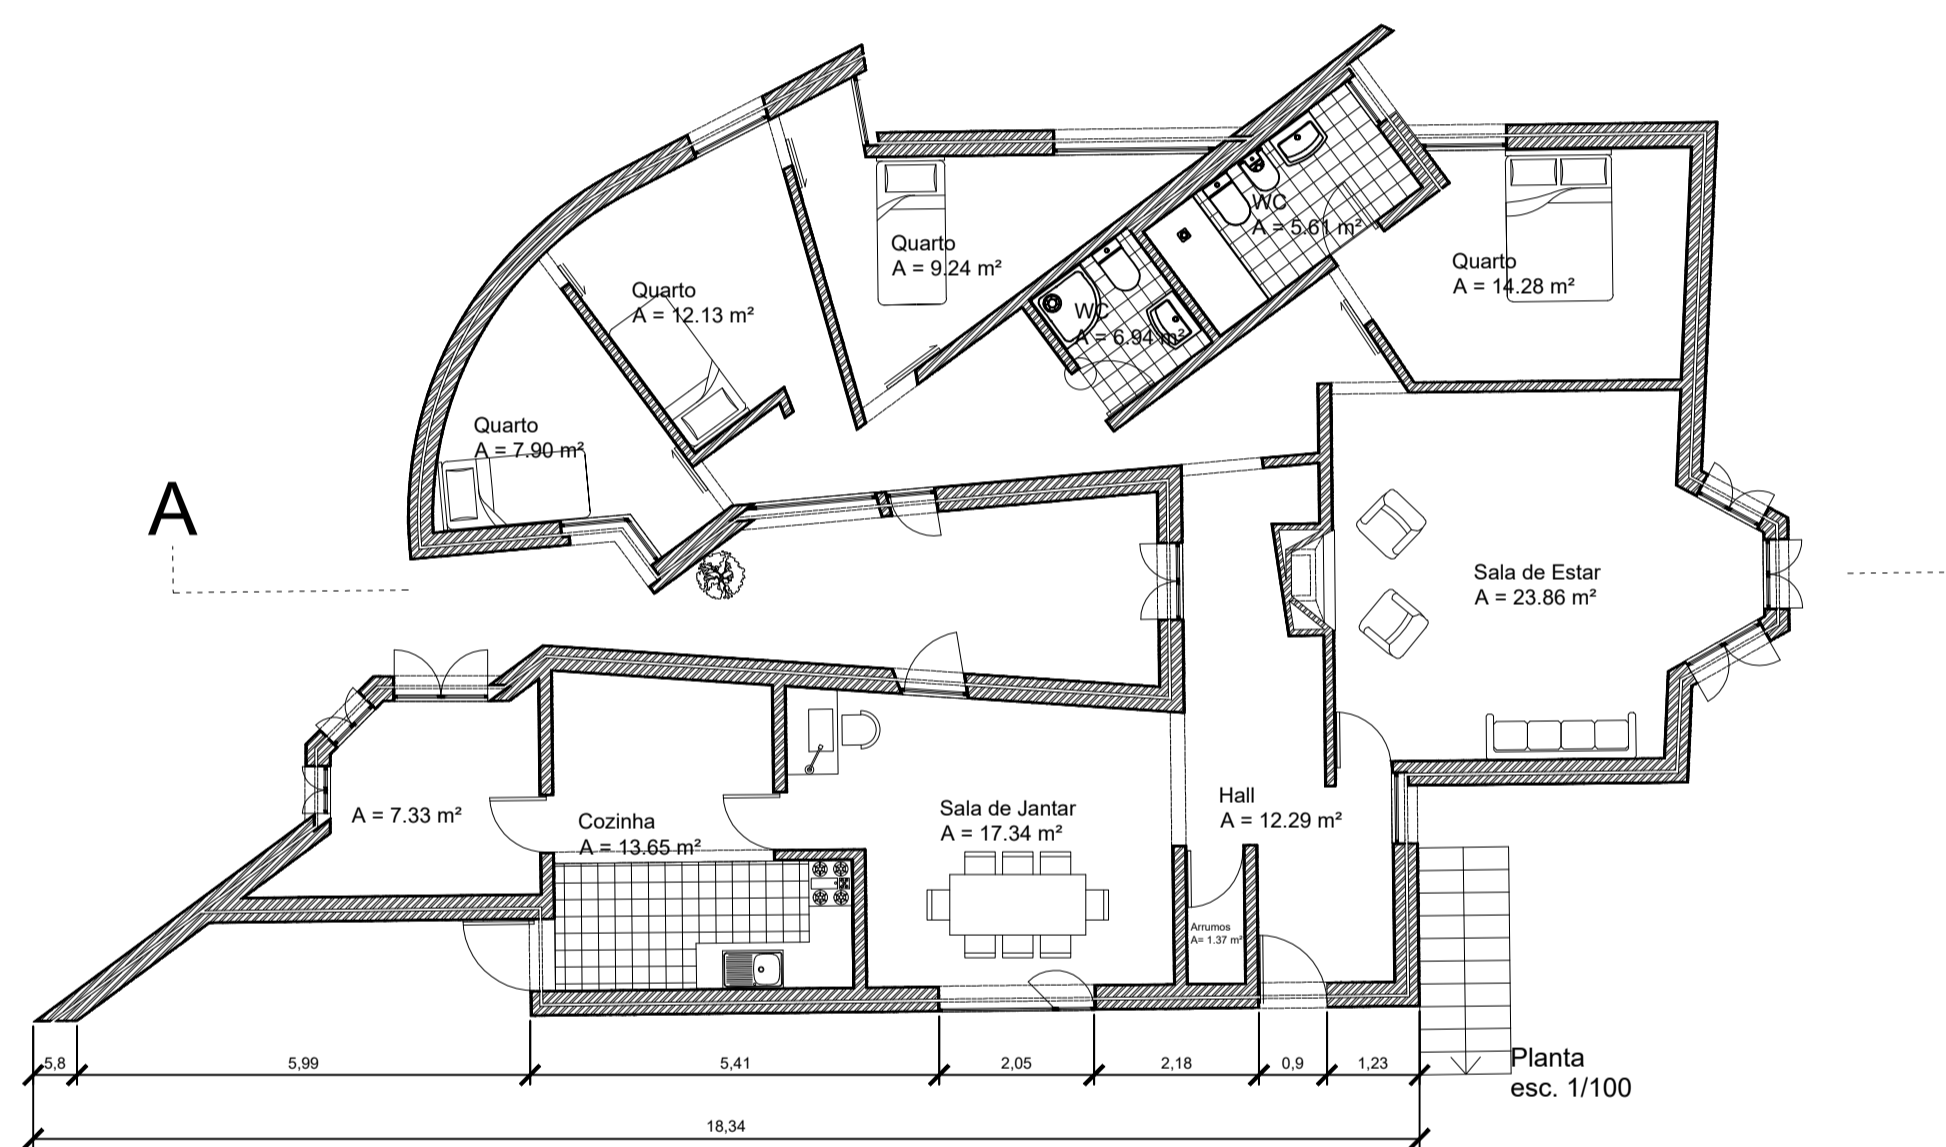 Quarto
A = 9.24 m²
WC
A = 5.61 m²
Quarto
A = 14.28 m²
Quarto
A = 12.13 m²
WC
A = 6.94 m²
Quarto
A = 7.90 m²
A
Sala de Estar
A = 23.86 m²
A = 7.33 m²
Cozinha
A = 13.65 m²
Sala de Jantar
A = 17.34 m²
Hall
A = 12.29 m²
Arrumos
A= 1.37 m²
5,8
5,99
5,41
2,05
2,18
0,9
1,23
Planta
esc. 1/100
18,34